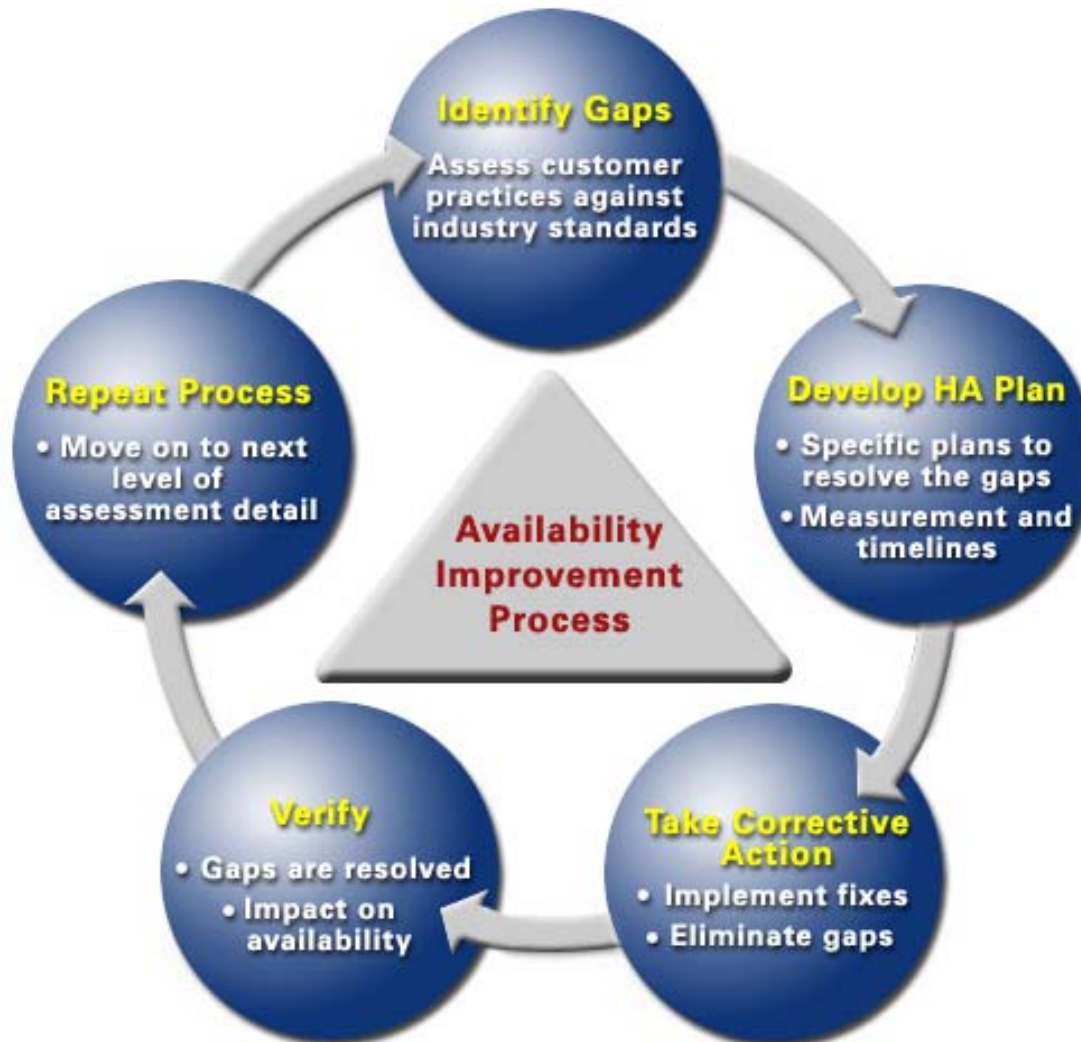 Identify Gaps
Assess customer
practices against
industry standards
Develop HA Plan
• Specific plans to
resolve the gaps
• Measurement and
timelines
Take Corrective
Action
• Implement fixes
• Eliminate gaps
Verify
• Gaps are resolved
• Impact on
availability
Repeat Process
• Move on to next
level of
assessment detail
Availability
Improvement
Process